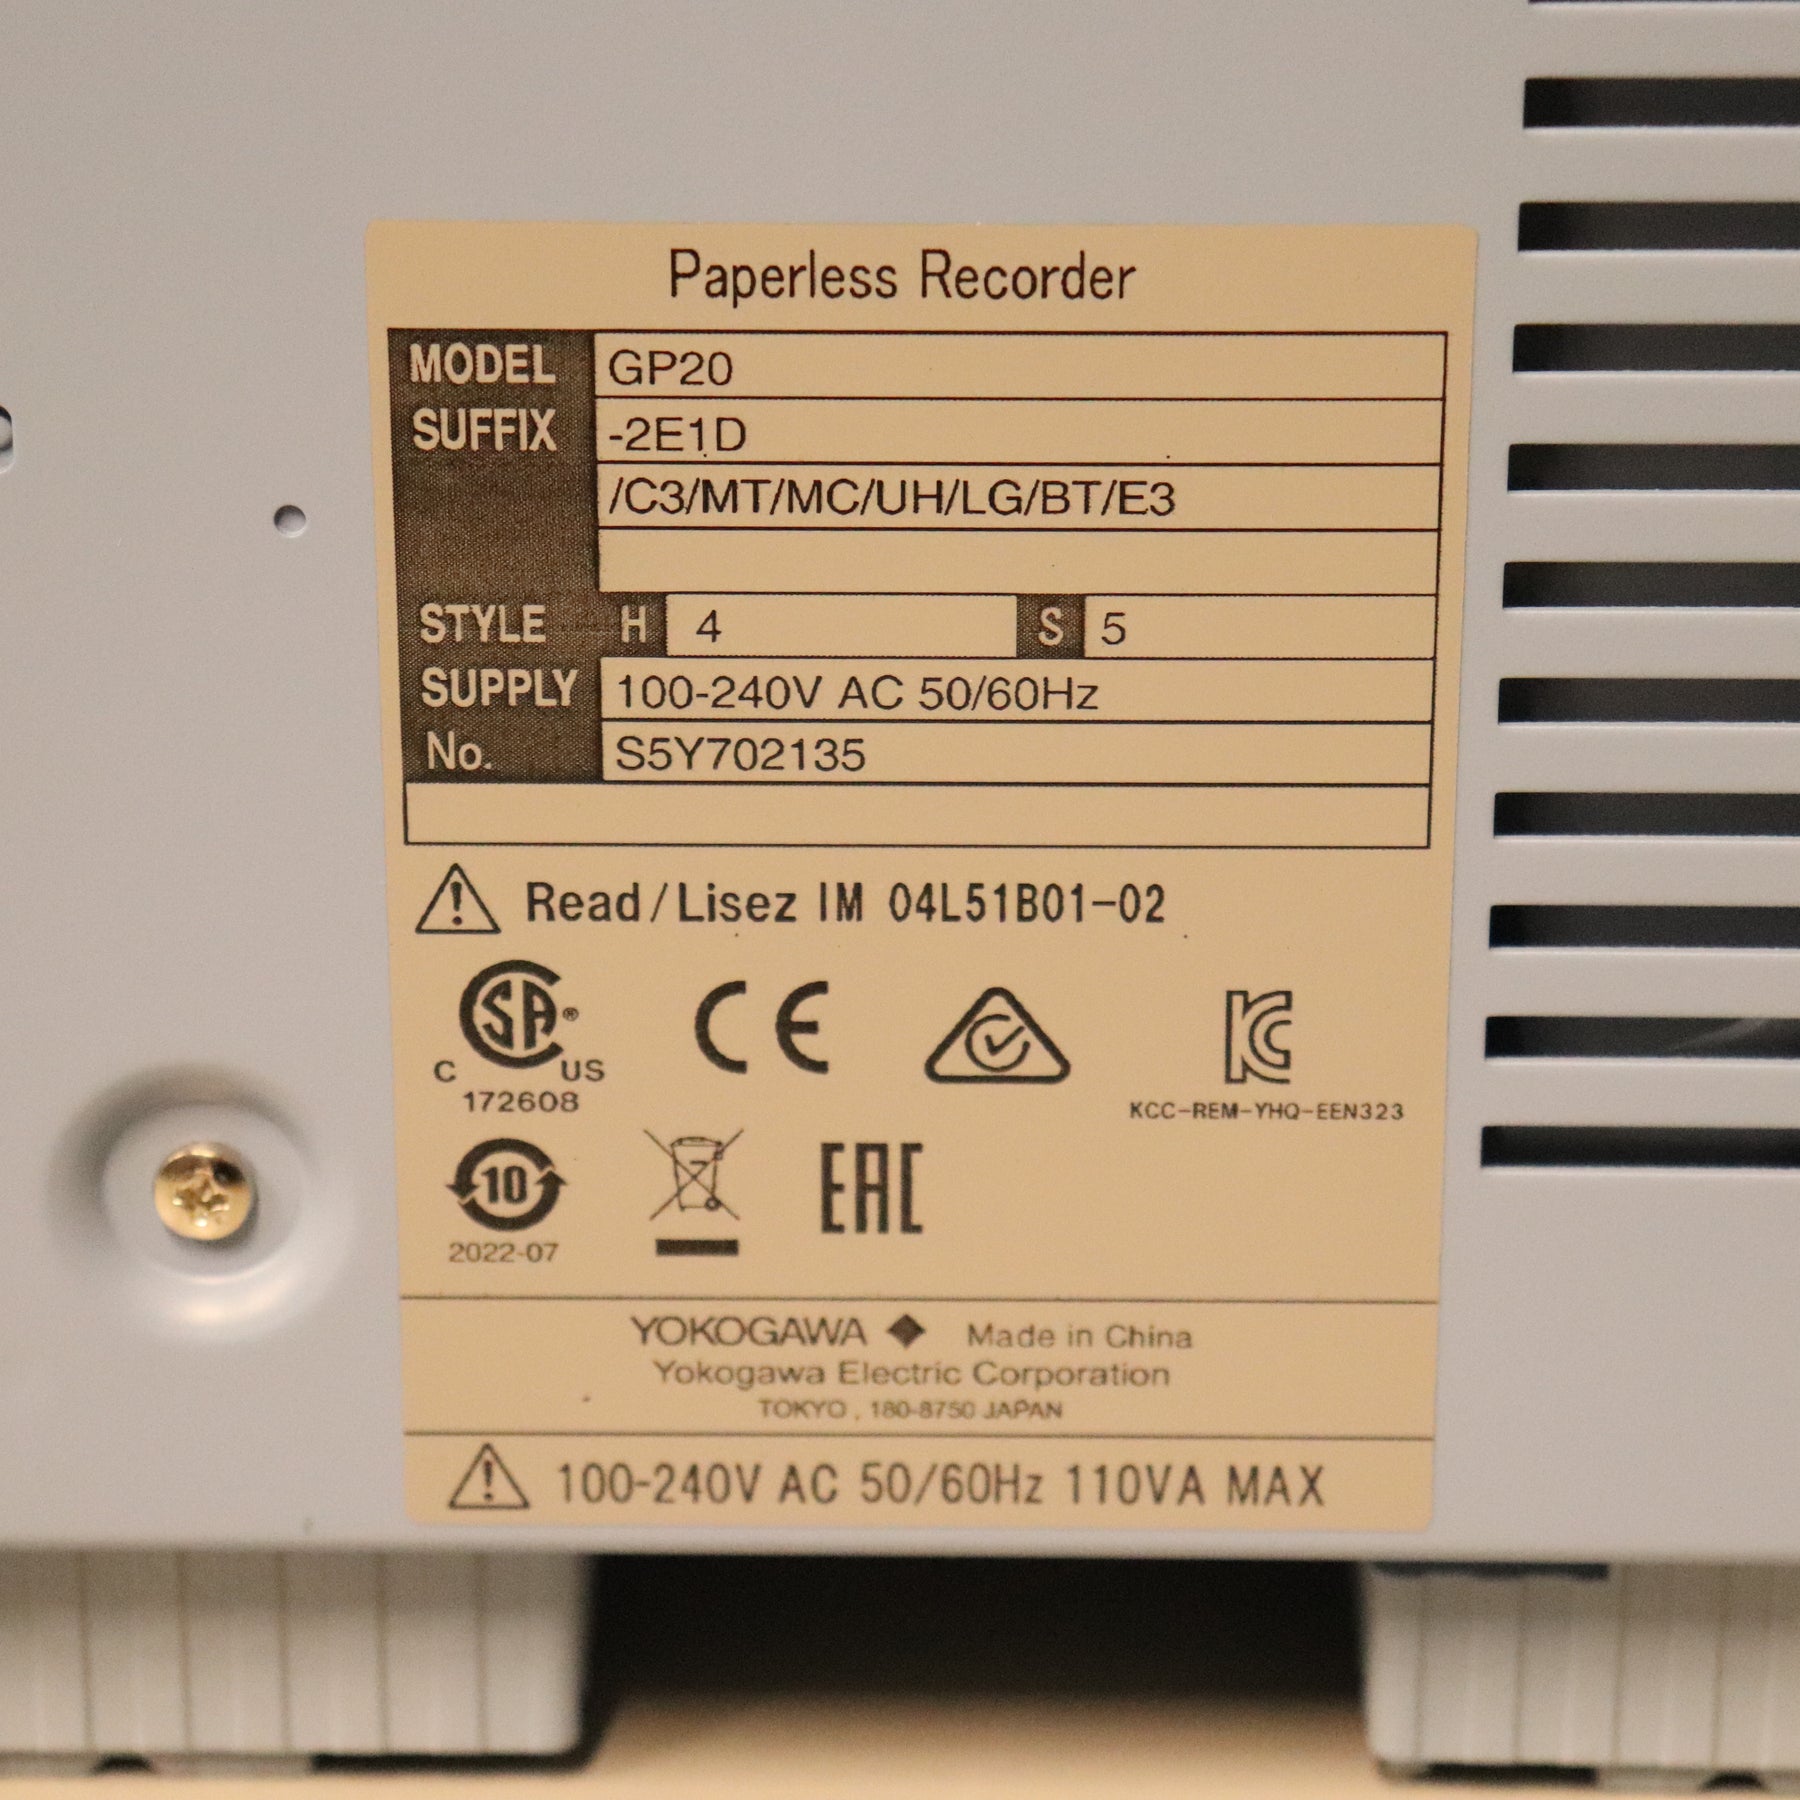 Paperless Recorder
MODEL GP20
SUFFIX -2E1D
/C3/MT/MC/UH/LG/BT/E3
STYLE H 4 S 5
SUPPLY 100-240V AC 50/60Hz
No. S5Y702135
Read/Lisez IM 04L51B01-02
CSA® CE KC
C US
172608 KCC-REM-YHQ-EEN323
10 EAC
2022-07
YOKOGAWA ◆ Made in China
Yokogawa Electric Corporation
TOKYO, 180-8750 JAPAN
100-240V AC 50/60Hz 110VA MAX